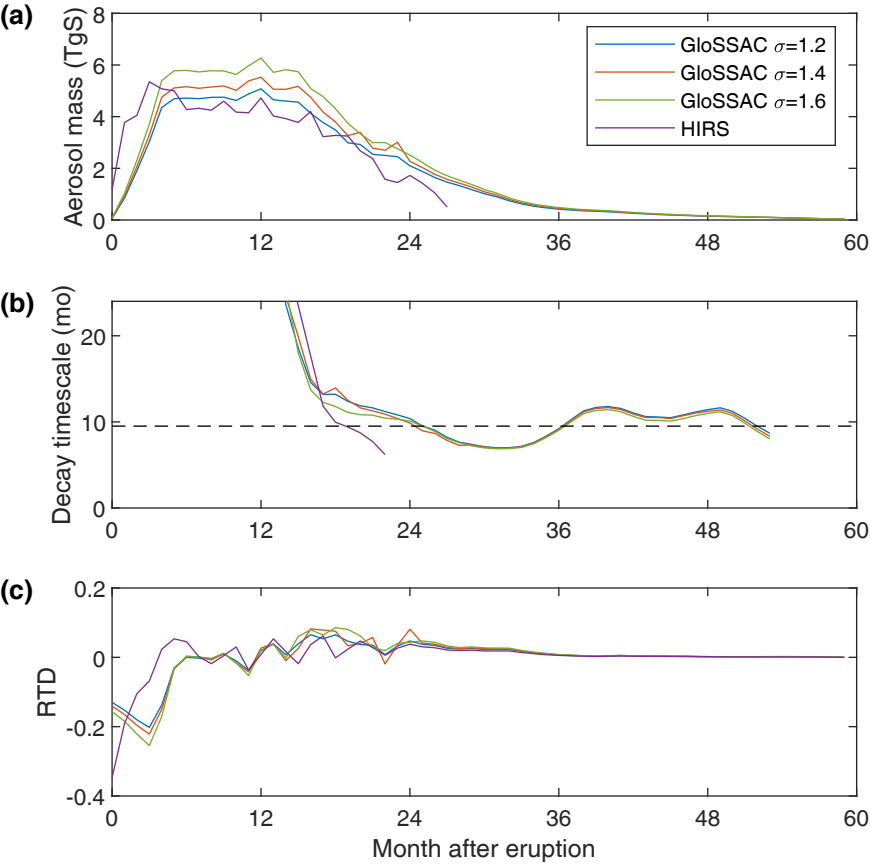 (a)
Aerosol mass (TgS)
8
6
4
2
0
0 12 24 36 48 60
GloSSAC σ=1.2
GloSSAC σ=1.4
GloSSAC σ=1.6
HIRS
(b)
Decay timescale (mo)
20
10
0
0 12 24 36 48 60
(c)
RTD
0.2
0
-0.2
-0.4
0 12 24 36 48 60
Month after eruption